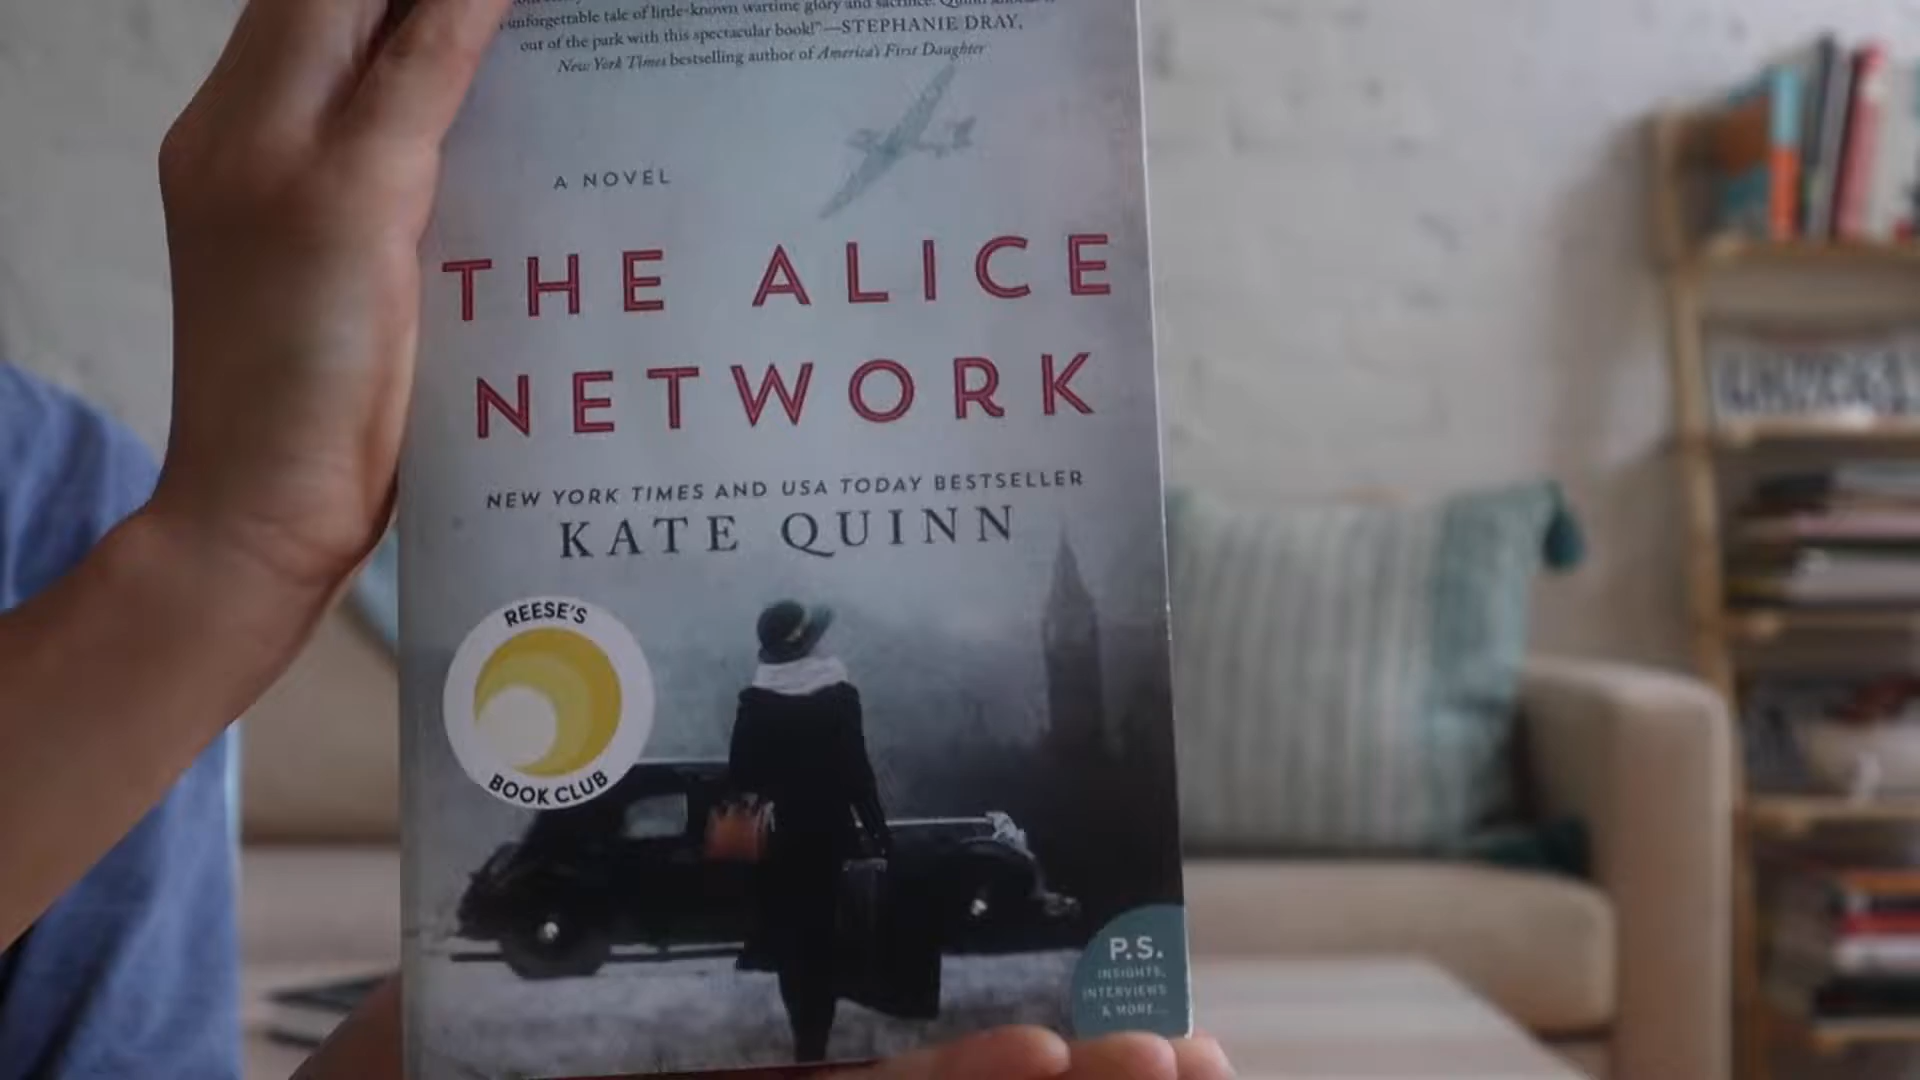 unforgettable tale of little-known wartime glory and sacrifice. Quinn
out of the park with this spectacular book!"—STEPHANIE DRAY,
New York Times bestselling author of America's First Daughter
A NOVEL
THE ALICE
NETWORK
NEW YORK TIMES AND USA TODAY BESTSELLER
KATE QUINN
REESE'S
BOOK CLUB
P.S.
INSIGHTS,
INTERVIEWS
& MORE...